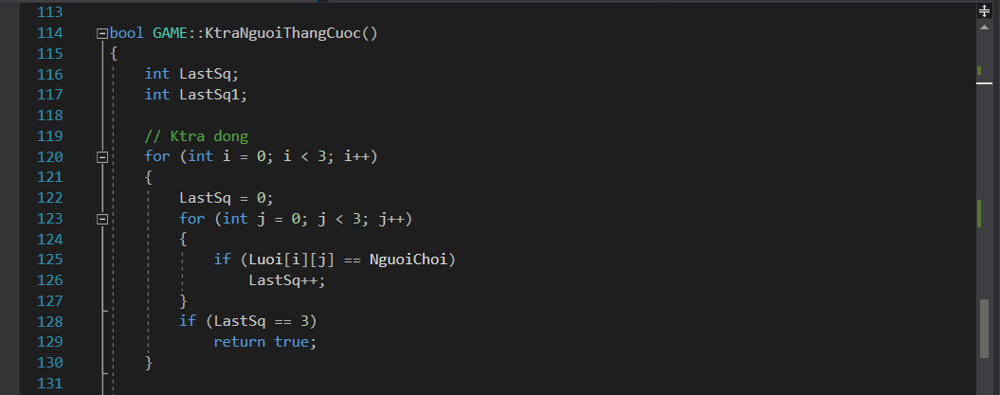 113
114 bool GAME::KtraNguoiThangCuoc()
115 {
116 int LastSq;
117 int LastSq1;
118
119 // Ktra dong
120 for (int i = 0; i < 3; i++)
121 {
122 LastSq = 0;
123 for (int j = 0; j < 3; j++)
124 {
125 if (Luoi[i][j] == NguoiChoi)
126 LastSq++;
127 }
128 if (LastSq == 3)
129 return true;
130 }
131